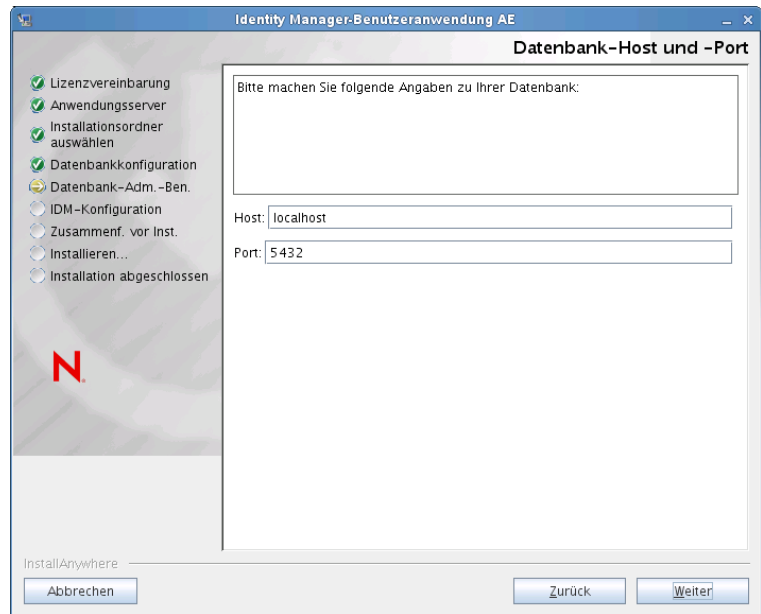 Identity Manager-Benutzeranwendung AE
Datenbank-Host und -Port
Lizenzvereinbarung
Anwendungsserver
Installationsordner
auswählen
Datenbankkonfiguration
Datenbank-Adm.-Ben.
IDM-Konfiguration
Zusammenf. vor Inst.
Installieren...
Installation abgeschlossen
N
Bitte machen Sie folgende Angaben zu Ihrer Datenbank:
Host: localhost
Port: 5432
InstallAnywhere
Abbrechen
Zurück
Weiter